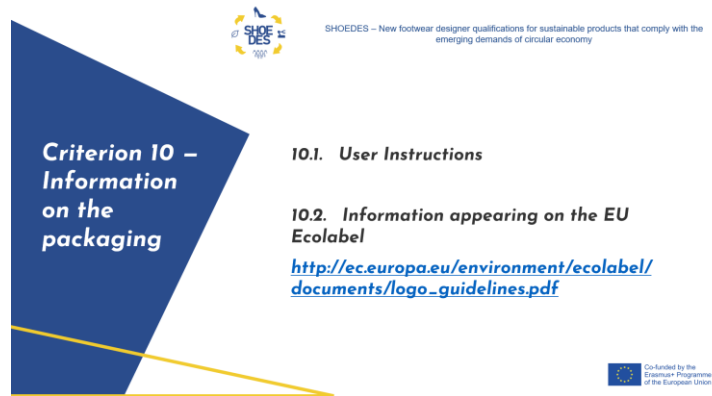 SHOE
DES
SHOEDES – New footwear designer qualifications for sustainable products that comply with the
emerging demands of circular economy
Criterion 10 –
Information
on the
packaging
10.1. User Instructions
10.2. Information appearing on the EU
Ecolabel
http://ec.europa.eu/environment/ecolabel/
documents/logo_guidelines.pdf
Co-funded by the
Erasmus+ Programme
of the European Union